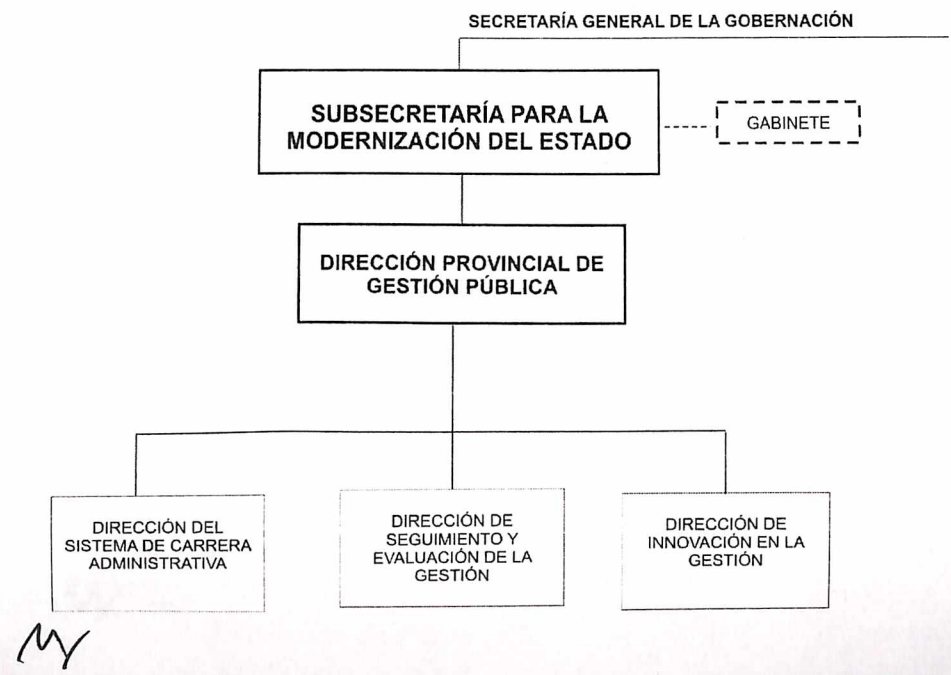 SECRETARÍA GENERAL DE LA GOBERNACIÓN
SUBSECRETARÍA PARA LA
MODERNIZACIÓN DEL ESTADO
GABINETE
DIRECCIÓN PROVINCIAL DE
GESTIÓN PÚBLICA
DIRECCIÓN DEL
SISTEMA DE CARRERA
ADMINISTRATIVA
DIRECCIÓN DE
SEGUIMIENTO Y
EVALUACIÓN DE LA
GESTIÓN
DIRECCIÓN DE
INNOVACIÓN EN LA
GESTIÓN